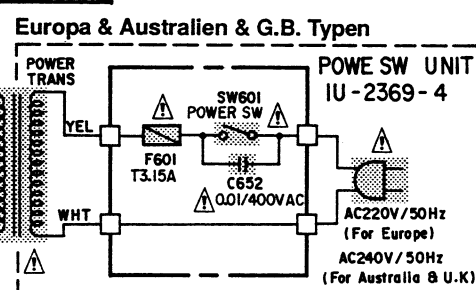 Europa & Australien & G.B. Typen
POWER
TRANS
POWE SW UNIT
IU-2369-4
SW601
POWER SW
YEL
F601
T3.15A
C652
0.01/400VAC
WHT
AC220V/50Hz
(For Europe)
AC240V/50Hz
(For Australia & U.K)